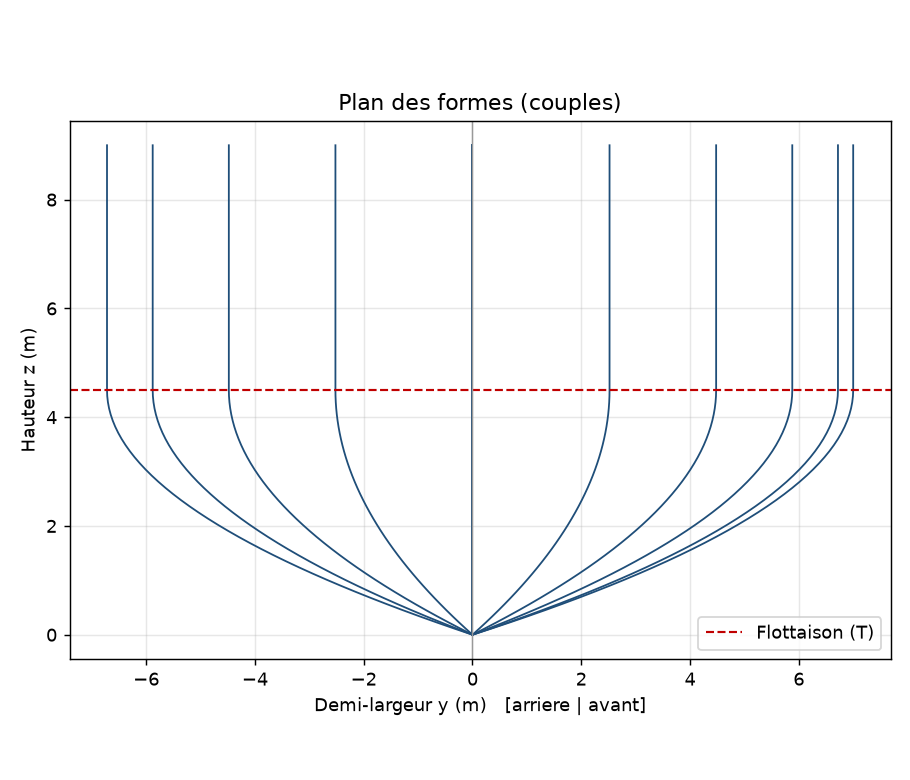 Plan des formes (couples)
8
6
4
2
0
Hauteur z (m)
Flottaison (T)
−6 −4 −2 0 2 4 6
Demi-largeur y (m) [arriere | avant]